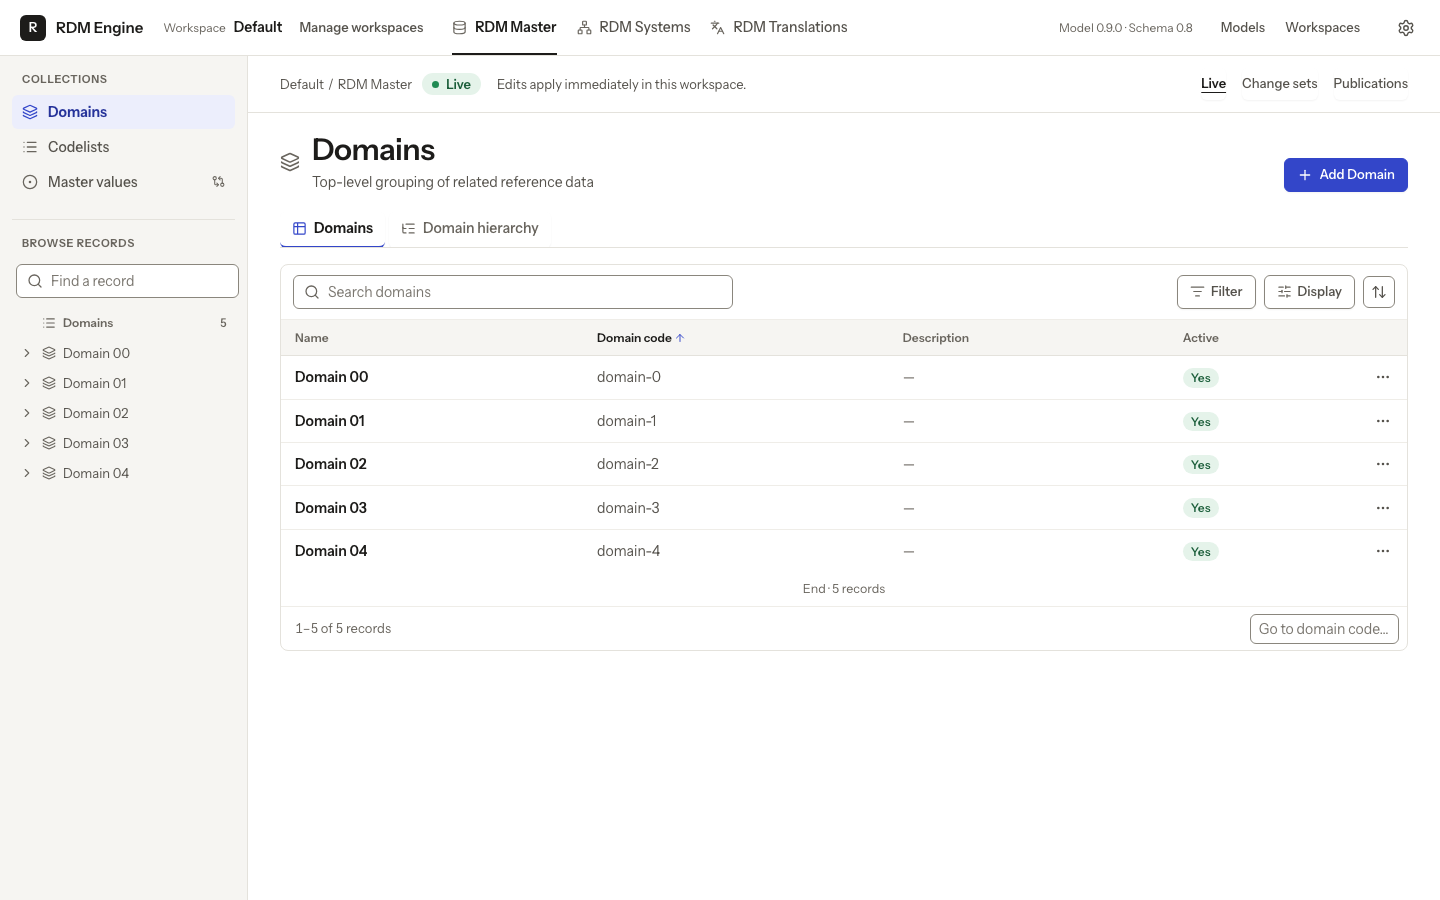 R RDM Engine Workspace Default Manage workspaces RDM Master RDM Systems RDM Translations Model 0.9.0 · Schema 0.8 Models Workspaces
COLLECTIONS
Domains
Codelists
Master values
BROWSE RECORDS
Find a record
Domains 5
Domain 00
Domain 01
Domain 02
Domain 03
Domain 04
Default / RDM Master Live Edits apply immediately in this workspace. Live Change sets Publications
Domains
Top-level grouping of related reference data
Add Domain
Domains Domain hierarchy
Search domains Filter Display
Name Domain code Description Active
Domain 00 domain-0 — Yes
Domain 01 domain-1 — Yes
Domain 02 domain-2 — Yes
Domain 03 domain-3 — Yes
Domain 04 domain-4 — Yes
End · 5 records
1–5 of 5 records Go to domain code...